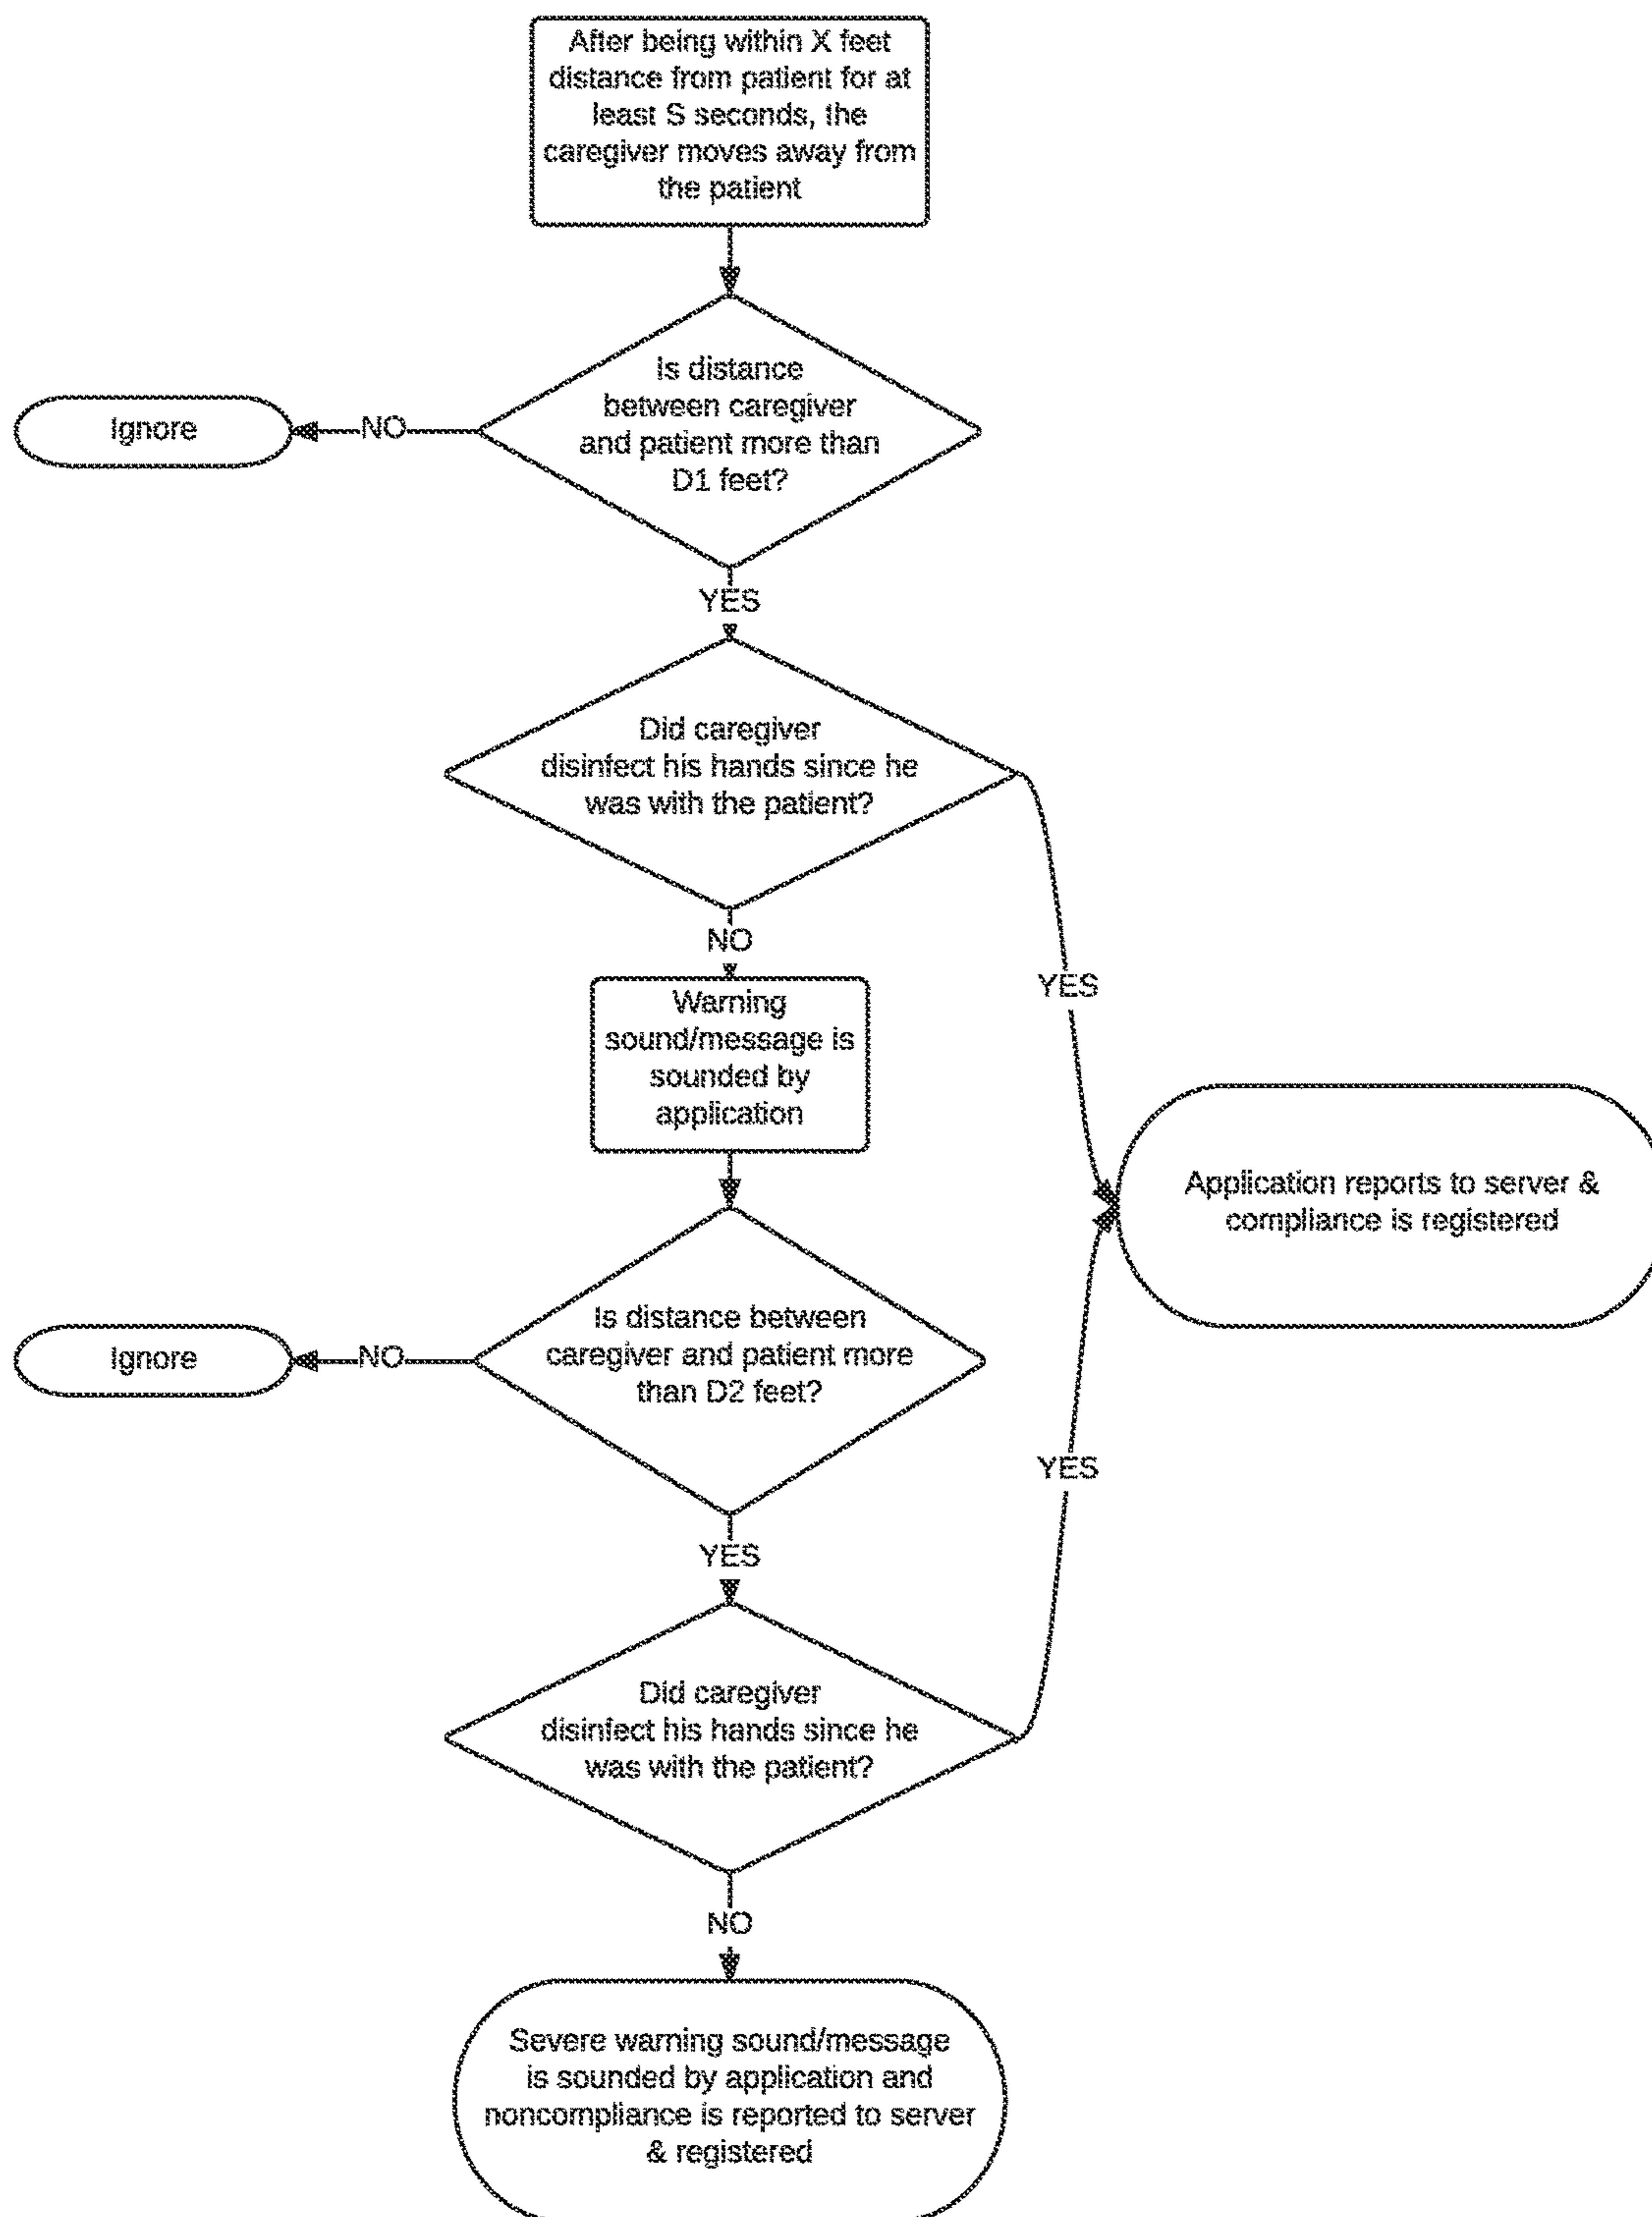 After being within X feet
distance from patient for at
least S seconds, the
caregiver moves away from
the patient
Is distance
between caregiver
and patient more than
D1 feet?
NO
Ignore
YES
Did caregiver
disinfect his hands since he
was with the patient?
NO
YES
Warning
sound/message is
sounded by
application
Application reports to server &
compliance is registered
Is distance between
caregiver and patient more
than D2 feet?
NO
Ignore
YES
YES
Did caregiver
disinfect his hands since he
was with the patient?
NO
Severe warning sound/message
is sounded by application and
noncompliance is reported to server
& registered